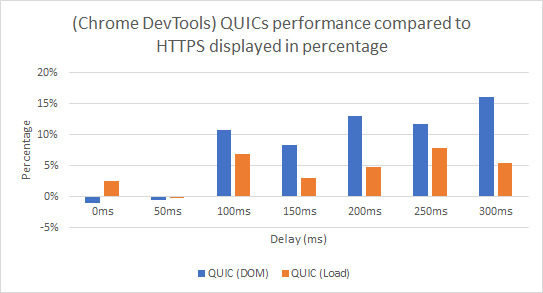 (Chrome DevTools) QUICs performance compared to
HTTPS displayed in percentage
20%
15%
10%
5%
0%
-5%
Percentage
0ms 50ms 100ms 150ms 200ms 250ms 300ms
Delay (ms)
QUIC (DOM) QUIC (Load)